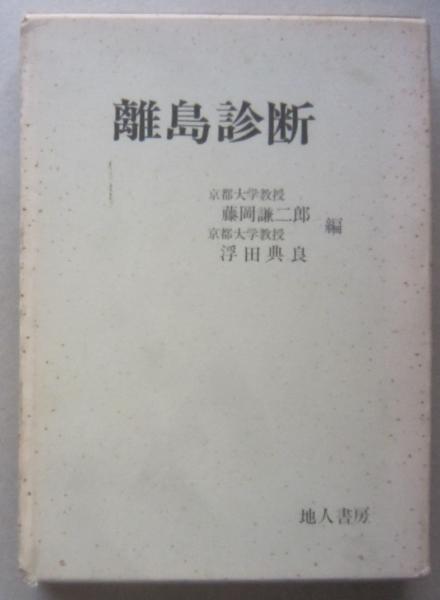 離島診断
京都大学教授
藤岡謙二郎
京都大学教授
浮田典良
編
地人書房